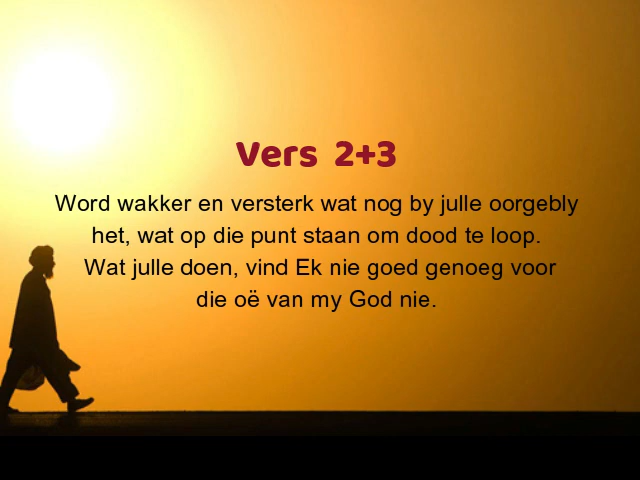 Vers 2+3
Word wakker en versterk wat nog by julle oorgebly
het, wat op die punt staan om dood te loop.
Wat julle doen, vind Ek nie goed genoeg voor
die oë van my God nie.